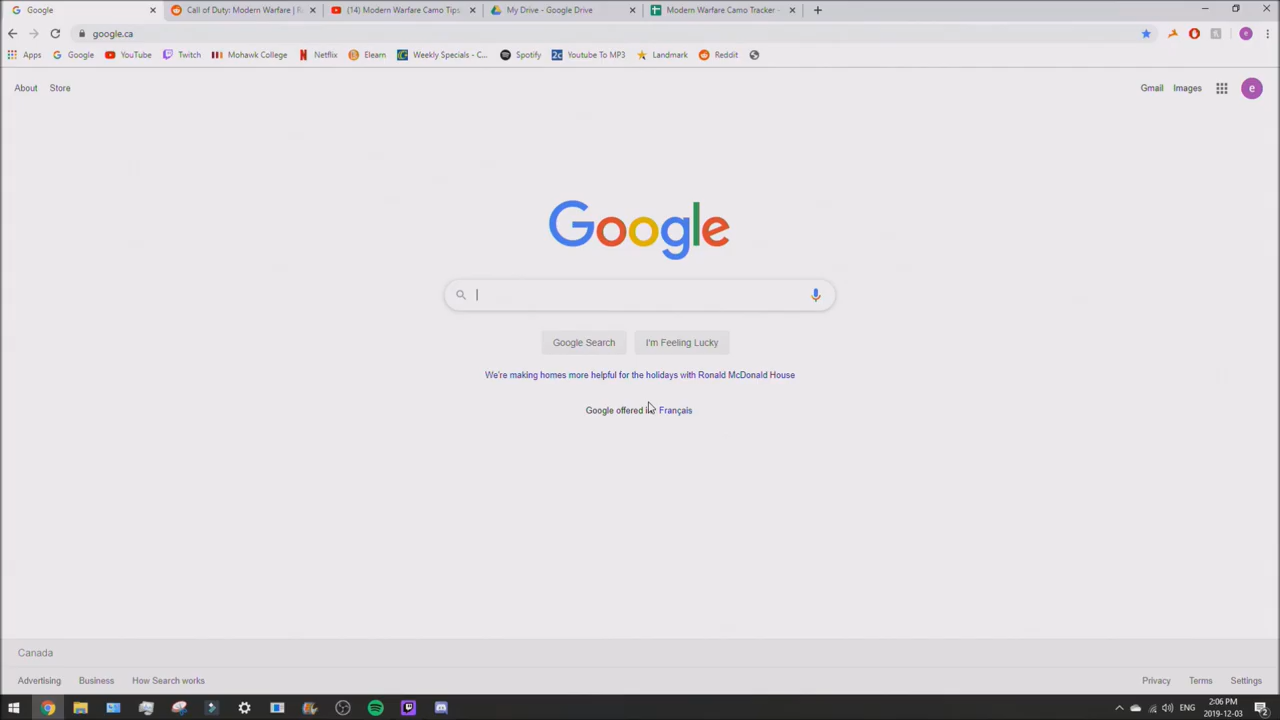 Google
Call of Duty: Modern Warfare |
(14) Modern Warfare Camo Tips
My Drive - Google Drive
Modern Warfare Camo Tracker -
google.ca
Apps
Google
YouTube
Twitch
Mohawk College
Netflix
Elearn
Weekly Specials - C...
Spotify
Youtube To MP3
Landmark
Reddit
About
Store
Gmail
Images
e
Google
Google Search
I'm Feeling Lucky
We're making homes more helpful for the holidays with Ronald McDonald House
Google offered Français
Canada
Advertising
Business
How Search works
Privacy
Terms
Settings
ENG
2:06 PM
2019-12-03